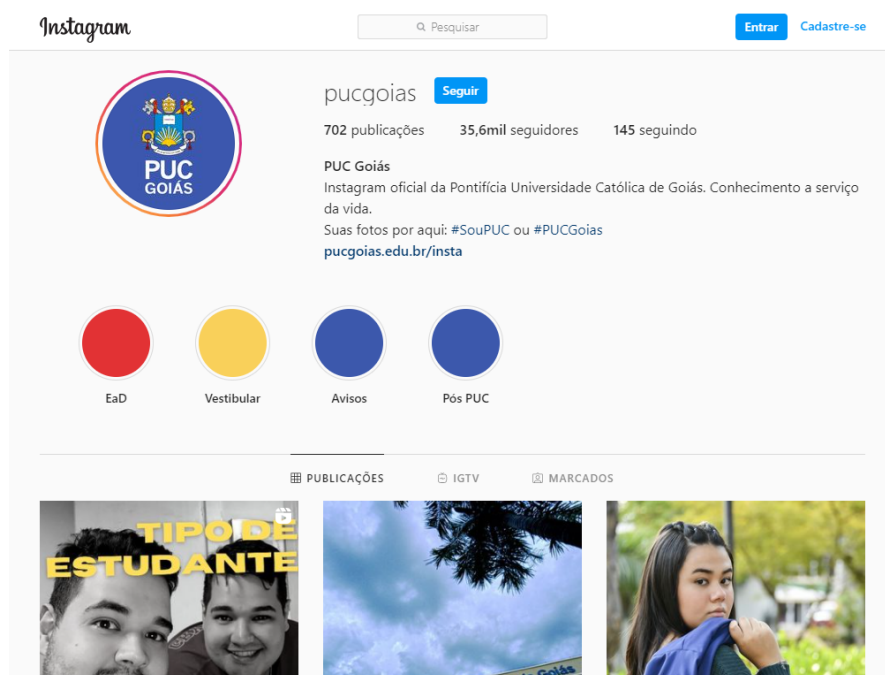 Instagram
Pesquisar
Entrar
Cadastre-se
PUC
GOIÁS
pucgoias
Seguir
702 publicações 35,6mil seguidores 145 seguindo
PUC Goiás
Instagram oficial da Pontifícia Universidade Católica de Goiás. Conhecimento a serviço
da vida.
Suas fotos por aqui: #SouPUC ou #PUCGoias
pucgoias.edu.br/insta
EaD Vestibular Avisos Pós PUC
PUBLICAÇÕES IGTV MARCADOS
TIPO DE
ESTUDANTE
Goiás